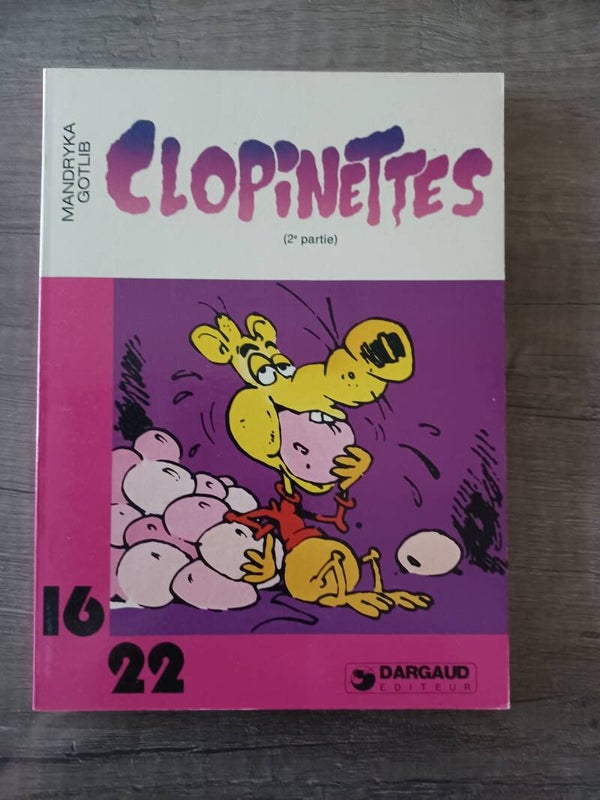 MANDRYKA
GOTLIB
CLOPiNETTES
(2e partie)
16
22
DARGAUD
EDITEUR